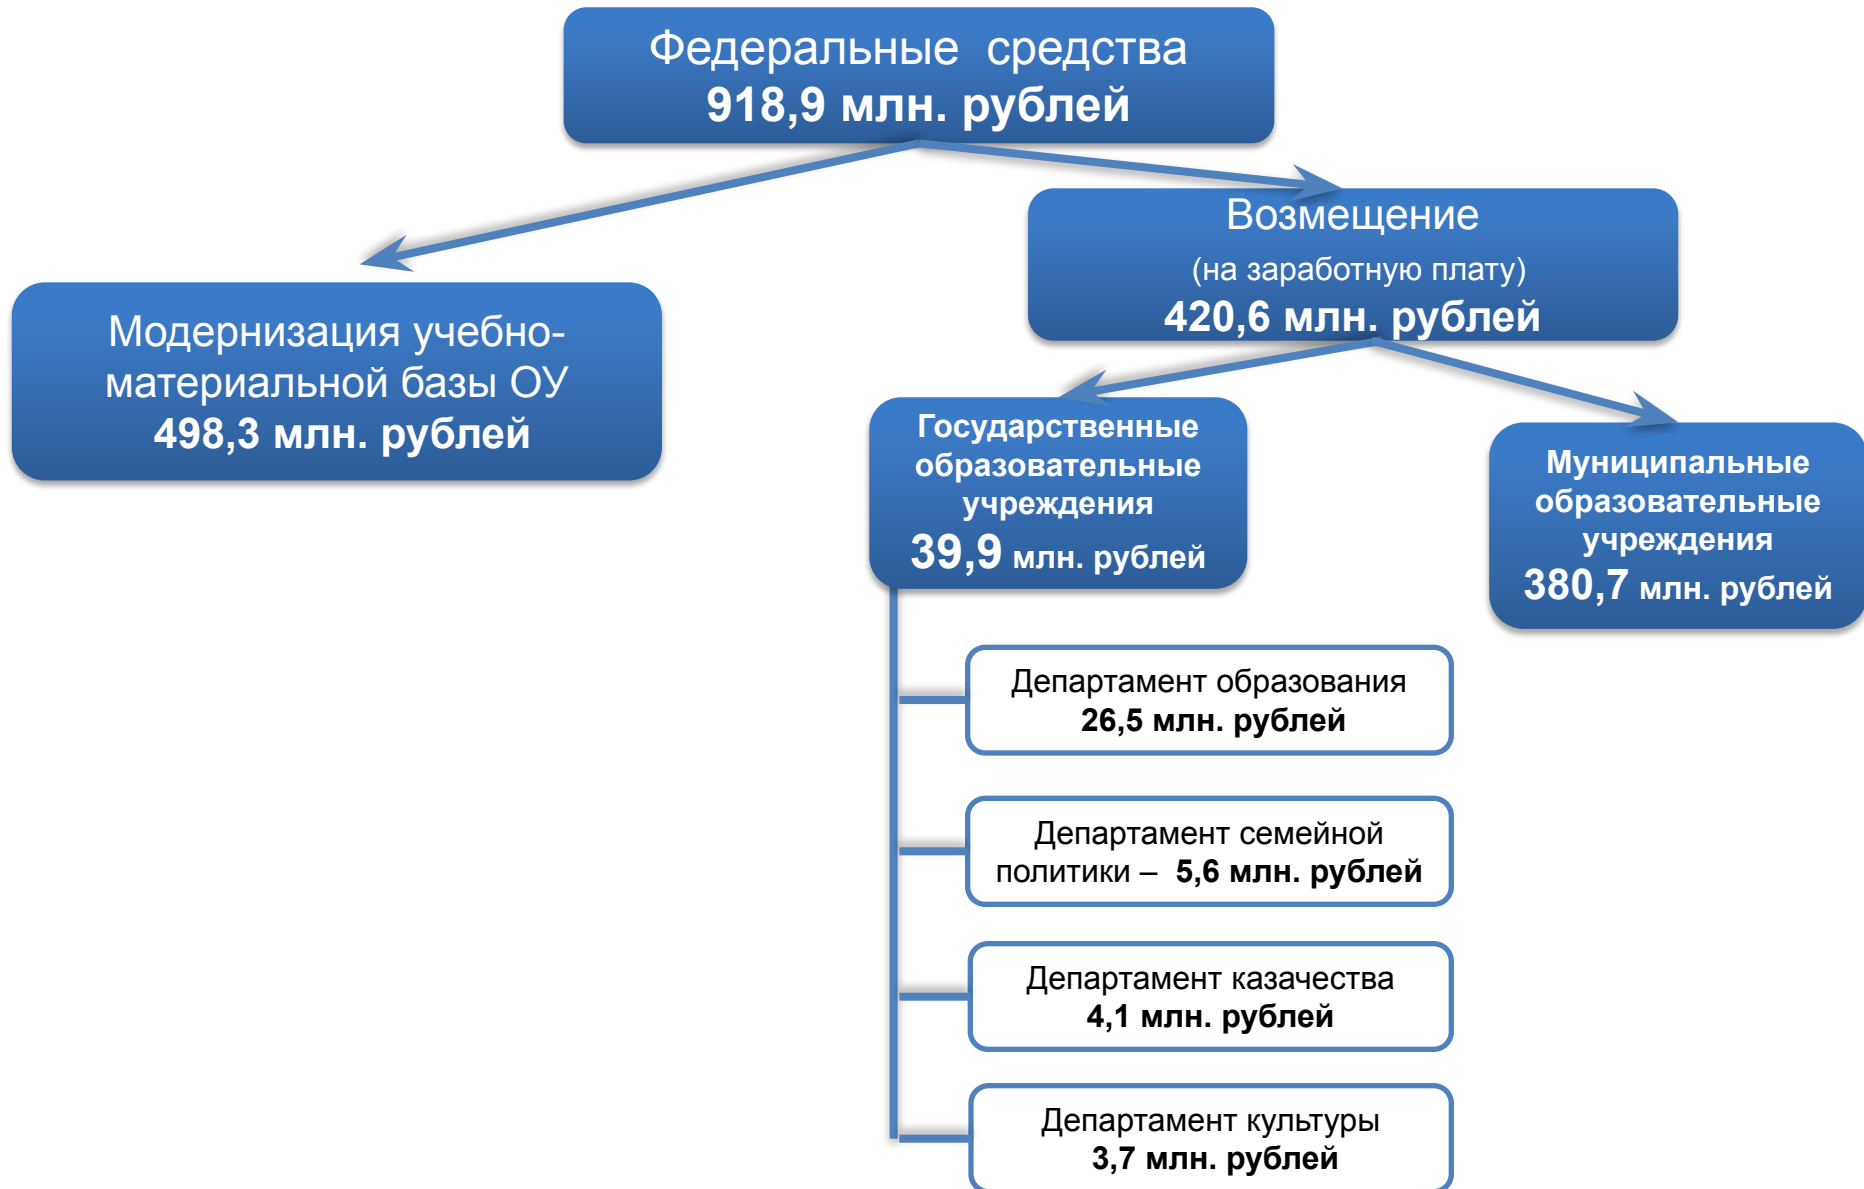 Федеральные средства
918,9 млн. рублей
Возмещение
(на заработную плату)
420,6 млн. рублей
Модернизация учебно-
материальной базы ОУ
498,3 млн. рублей
Государственные
образовательные
учреждения
39,9 млн. рублей
Муниципальные
образовательные
учреждения
380,7 млн. рублей
Департамент образования
26,5 млн. рублей
Департамент семейной
политики – 5,6 млн. рублей
Департамент казачества
4,1 млн. рублей
Департамент культуры
3,7 млн. рублей